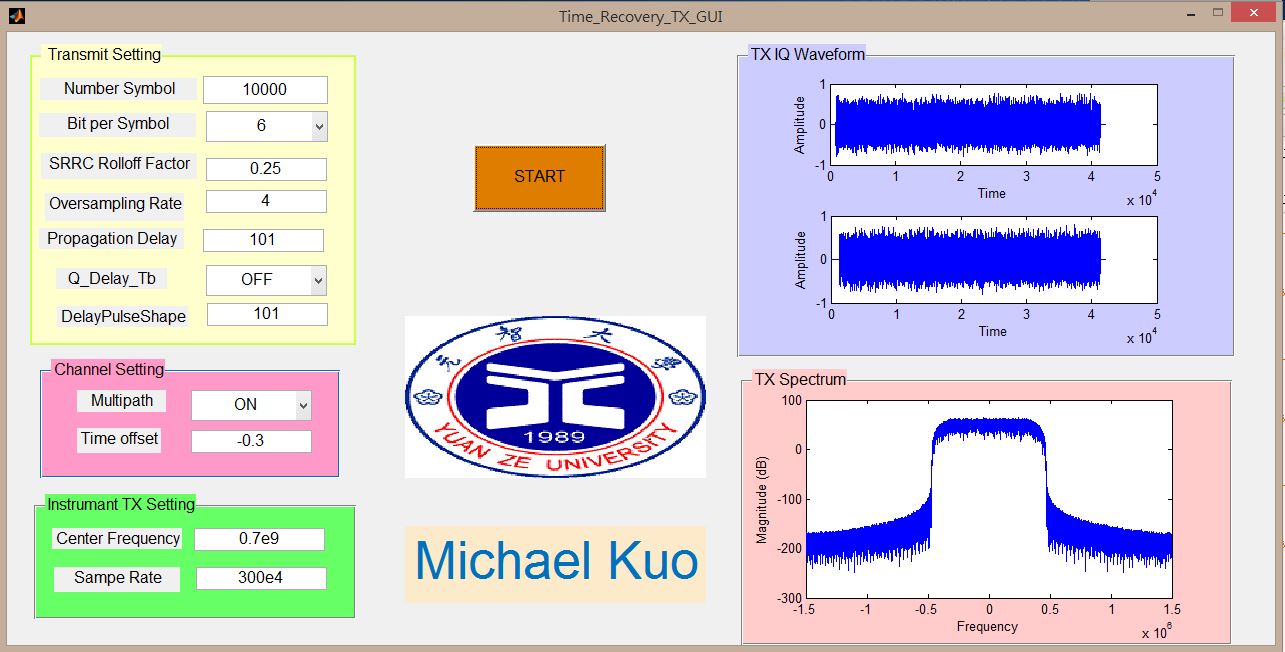 Time_Recovery_TX_GUI
Transmit Setting
Number Symbol 10000
Bit per Symbol 6
SRRC Rolloff Factor 0.25
Oversampling Rate 4
Propagation Delay 101
Q_Delay_Tb OFF
DelayPulseShape 101
Channel Setting
Multipath ON
Time offset -0.3
Instrumant TX Setting
Center Frequency 0.7e9
Sampe Rate 300e4
START
元智大學
1989
YUAN ZE UNIVERSITY
Michael Kuo
TX IQ Waveform
Amplitude
1
0
-1
0 1 2 3 4 5
Time
x 10^4
Amplitude
1
0
-1
0 1 2 3 4 5
Time
x 10^4
TX Spectrum
Magnitude (dB)
100
0
-100
-200
-300
-1.5 -1 -0.5 0 0.5 1 1.5
Frequency
x 10^6